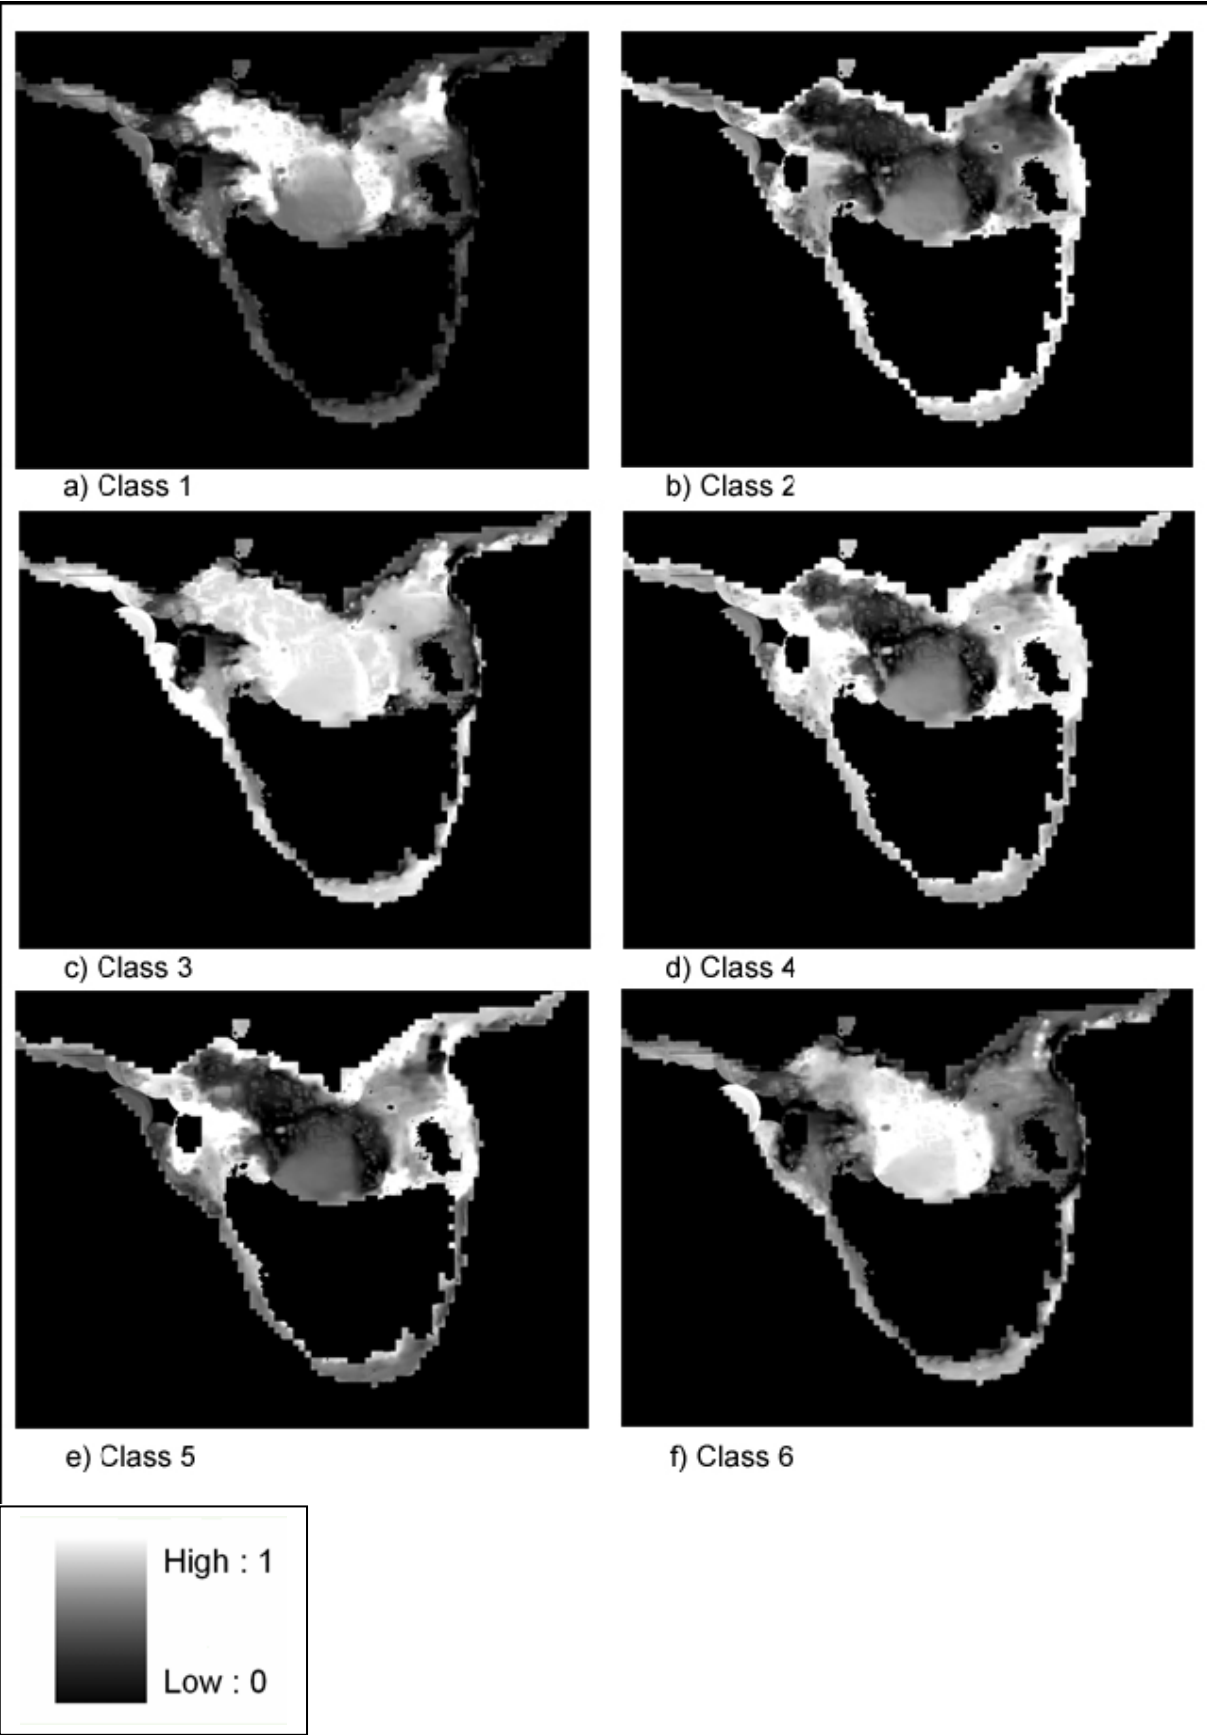 a) Class 1
b) Class 2
c) Class 3
d) Class 4
e) Class 5
f) Class 6
High : 1
Low : 0